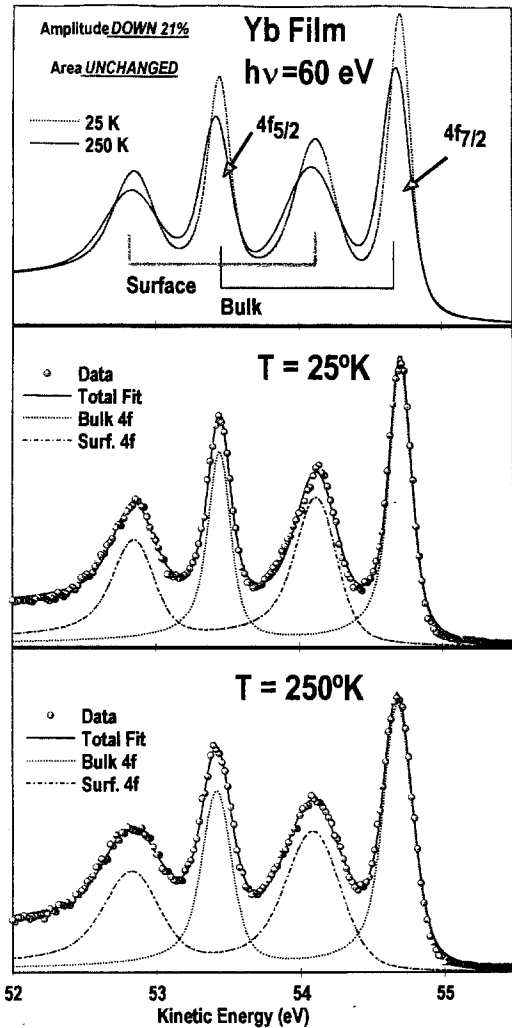 Amplitude DOWN 21%
Yb Film
hν=60 eV
Area UNCHANGED
25 K
250 K
4f5/2
4f7/2
Surface
Bulk
T = 25ºK
Data
Total Fit
Bulk 4f
Surf. 4f
T = 250ºK
Data
Total Fit
Bulk 4f
Surf. 4f
52 53 54 55
Kinetic Energy (eV)